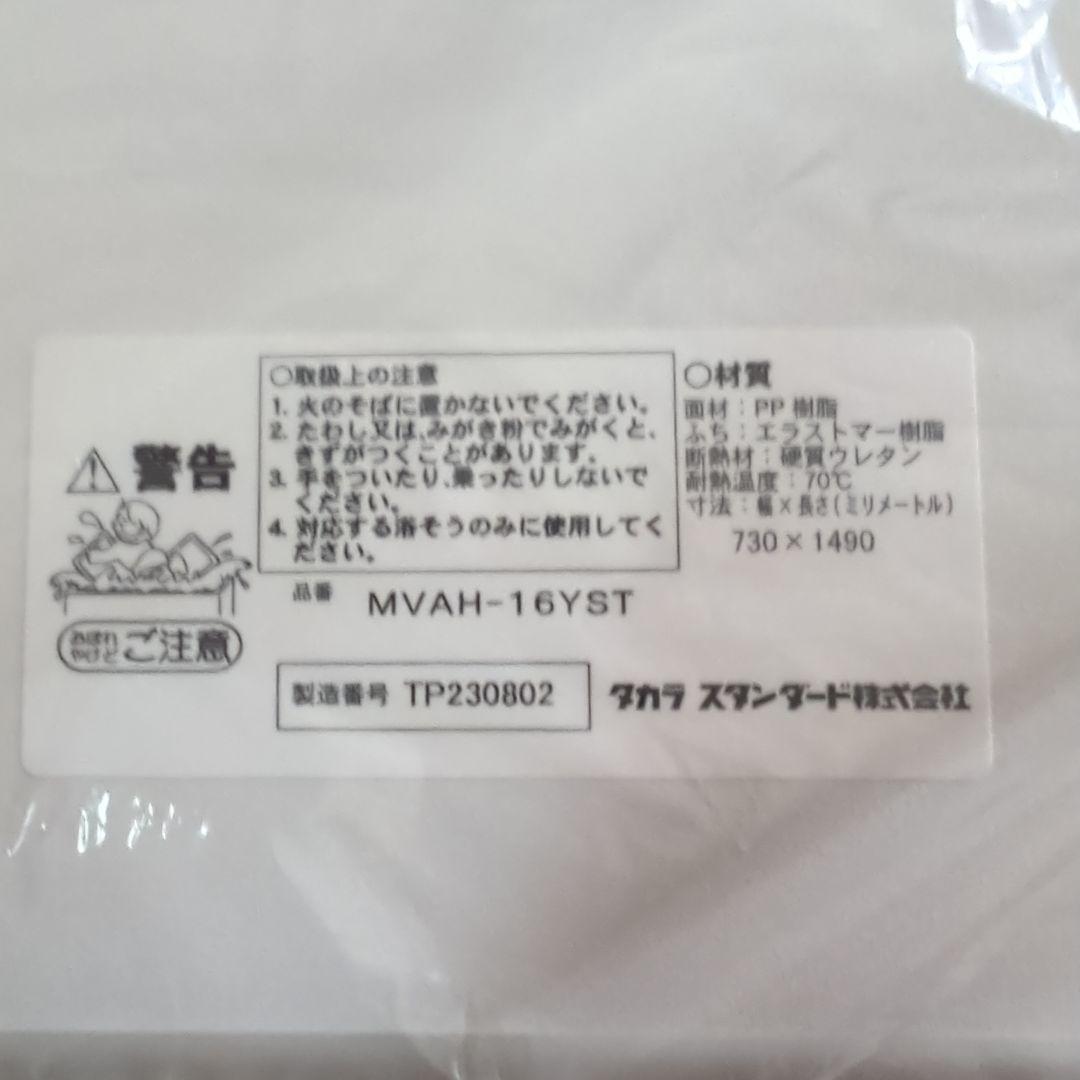 警告
おぼれ
やけど
ご注意
○取扱上の注意
1. 火のそばに置かないでください。
2. たわし又は、みがき粉でみがくと、
きずがつくことがあります。
3. 手をついたり、乗ったりしないで
ください。
4. 対応する浴そうのみに使用してく
ださい。
○材質
面材：PP 樹脂
ふち：エラストマー樹脂
断熱材：硬質ウレタン
耐熱温度：70℃
寸法：幅×長さ(ミリメートル)
730×1490
品番 MVAH-16YST
製造番号 TP230802
タカラ スタンダード株式会社